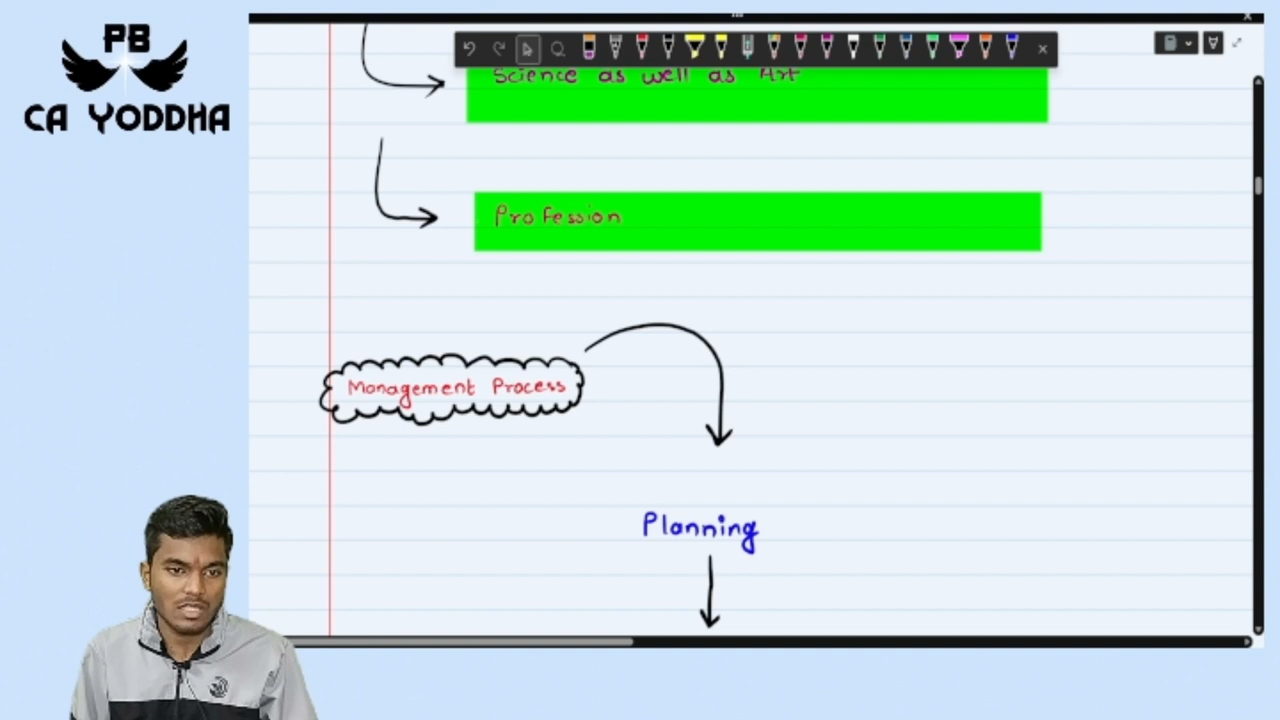 PB
CA YODDHA
Science as well as Art
Profession
Management Process
Planning